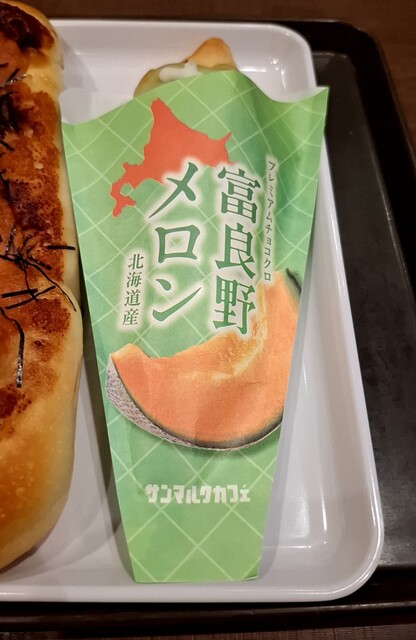 プレミアムチョコクロ
富良野
メロン
北海道産
サンマルクカフェ